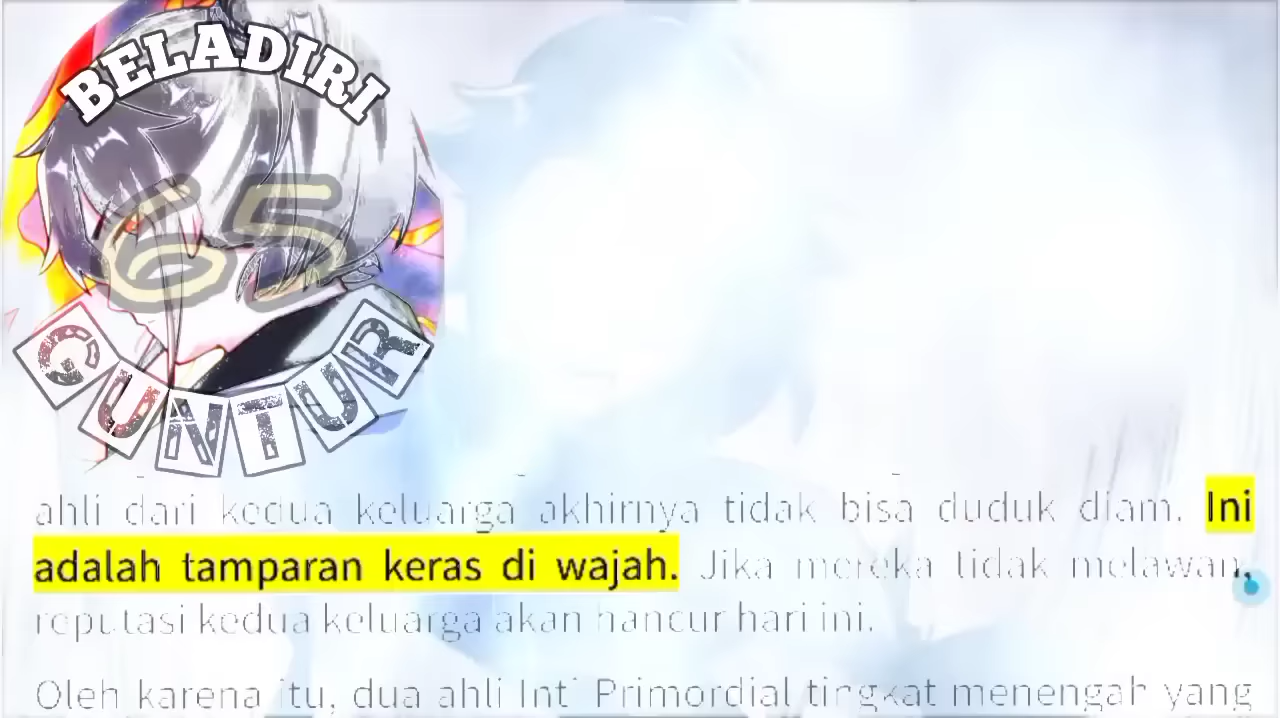 BELADIRI
65
GUNTUR
ahli dari kedua keluarga akhirnya tidak bisa duduk diam. Ini
adalah tamparan keras di wajah. Jika mereka tidak melawan,
reputasi kedua keluarga akan hancur hari ini.
Oleh karena itu, dua ahli Inti Primordial tingkat menengah yang